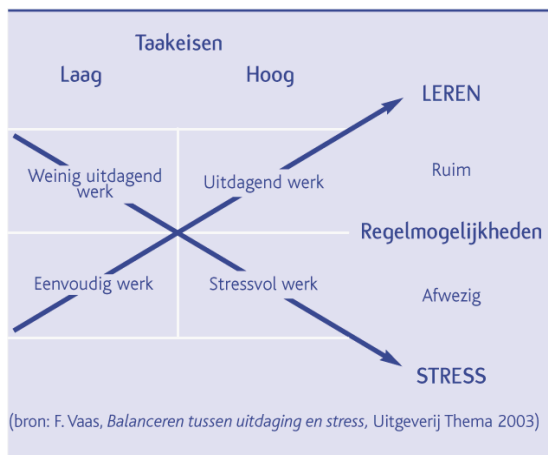 Taakeisen
Laag
Hoog
LEREN
Weinig uitdagend
werk
Uitdagend werk
Ruim
Regelmogelijkheden
Eenvoudig werk
Stressvol werk
Afwezig
STRESS
(bron: F. Vaas, Balanceren tussen uitdaging en stress, Uitgeverij Thema 2003)